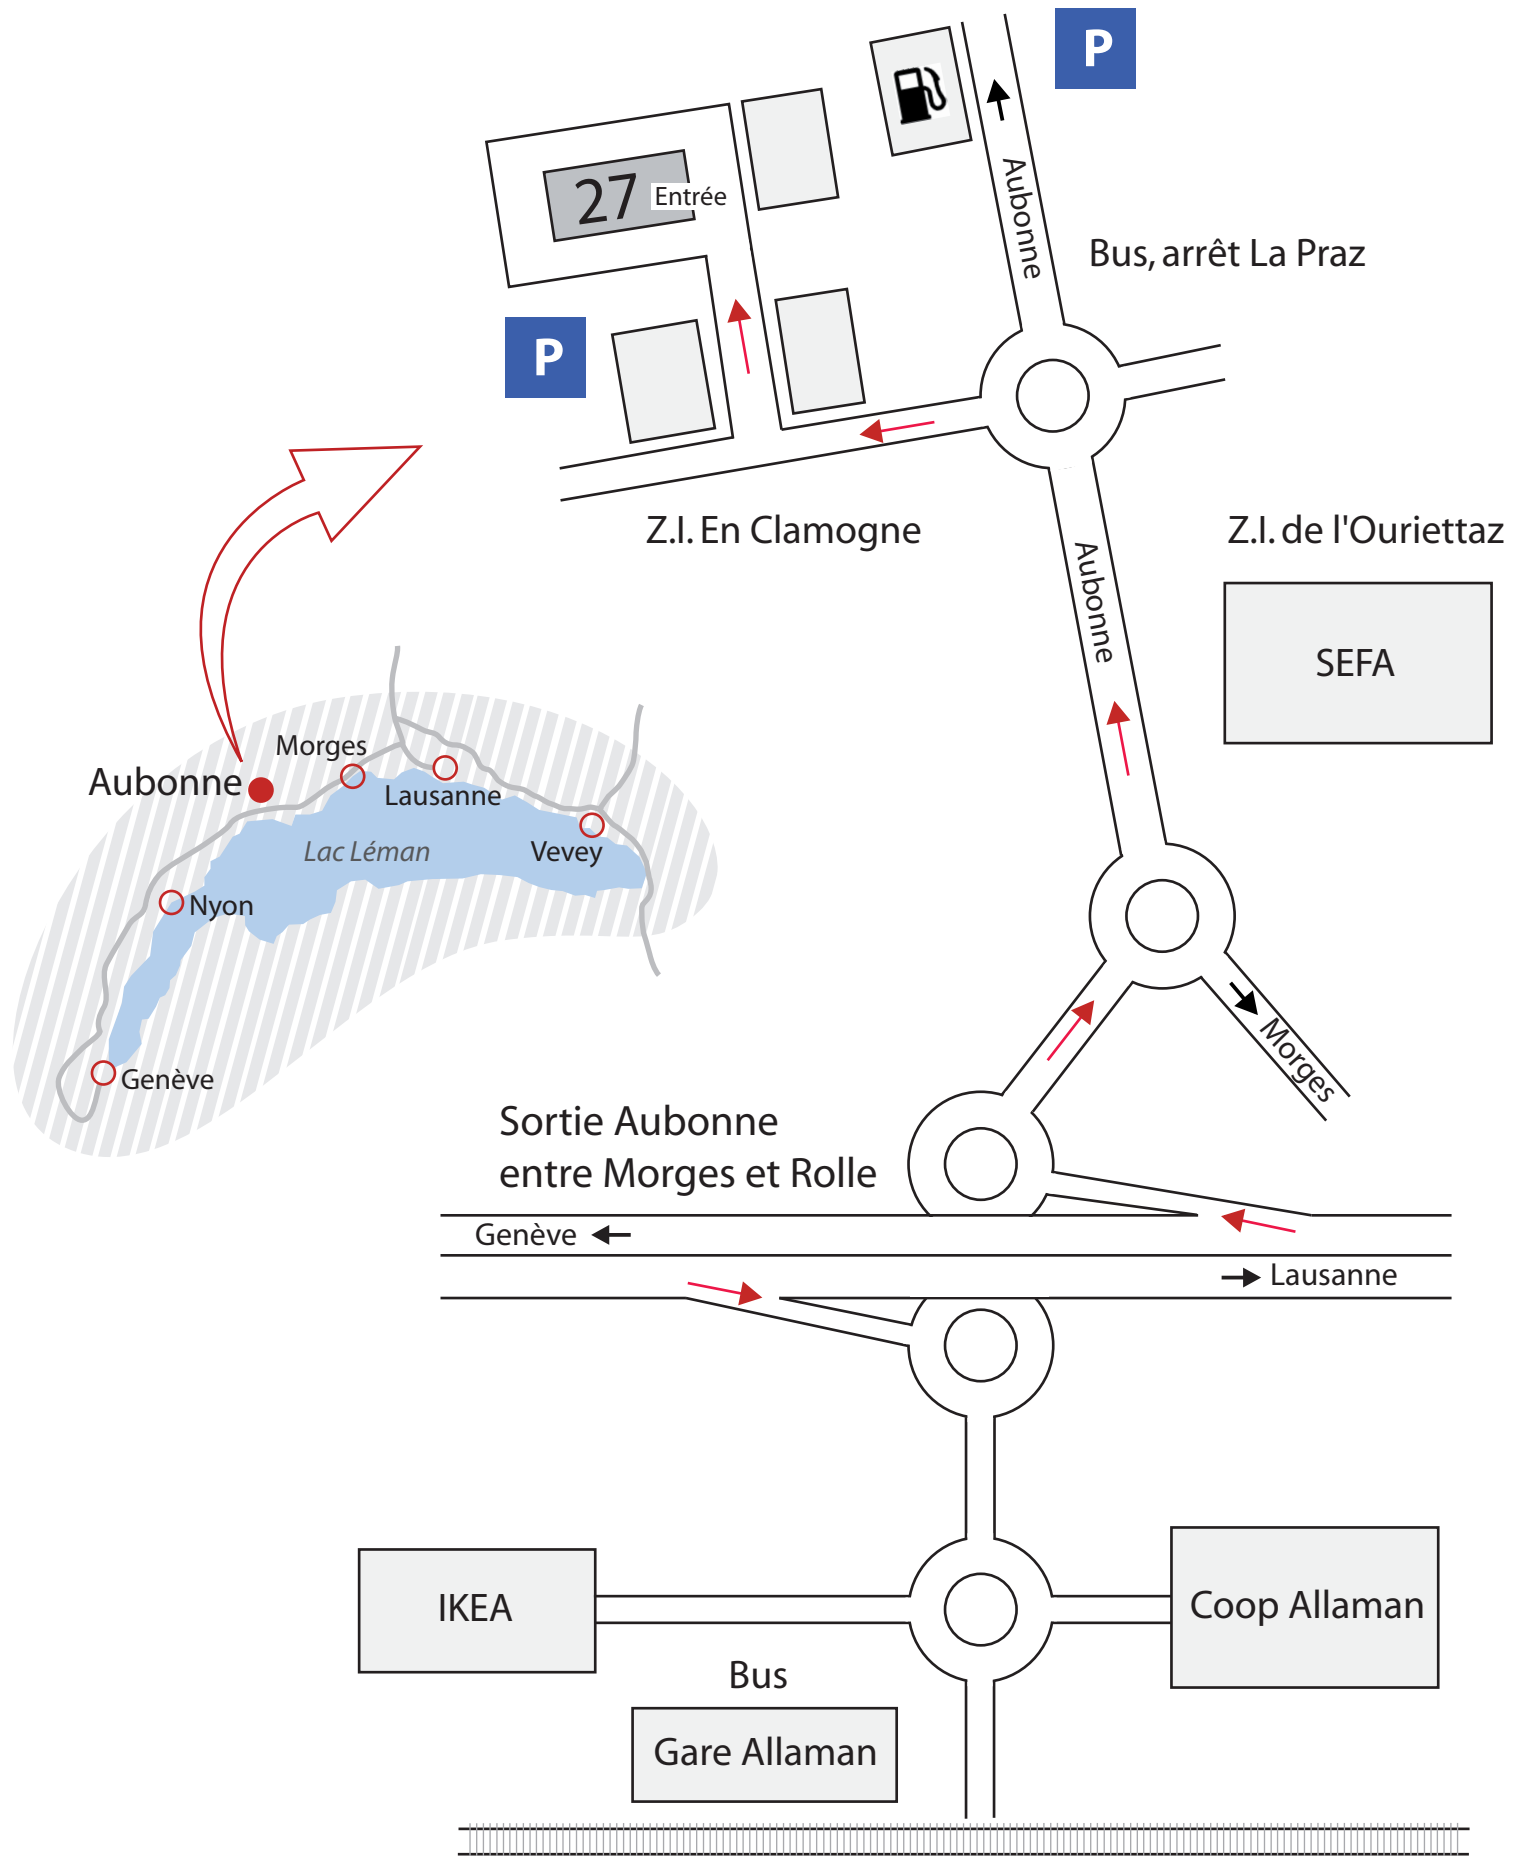 P
Aubonne
27 Entrée
Bus, arrêt La Praz
P
Z.I. En Clamogne
Z.I. de l'Ouriettaz
Aubonne
SEFA
Morges
Aubonne
Lausanne
Lac Léman
Vevey
Nyon
Genève
Morges
Sortie Aubonne
entre Morges et Rolle
Genève
Lausanne
IKEA
Coop Allaman
Bus
Gare Allaman